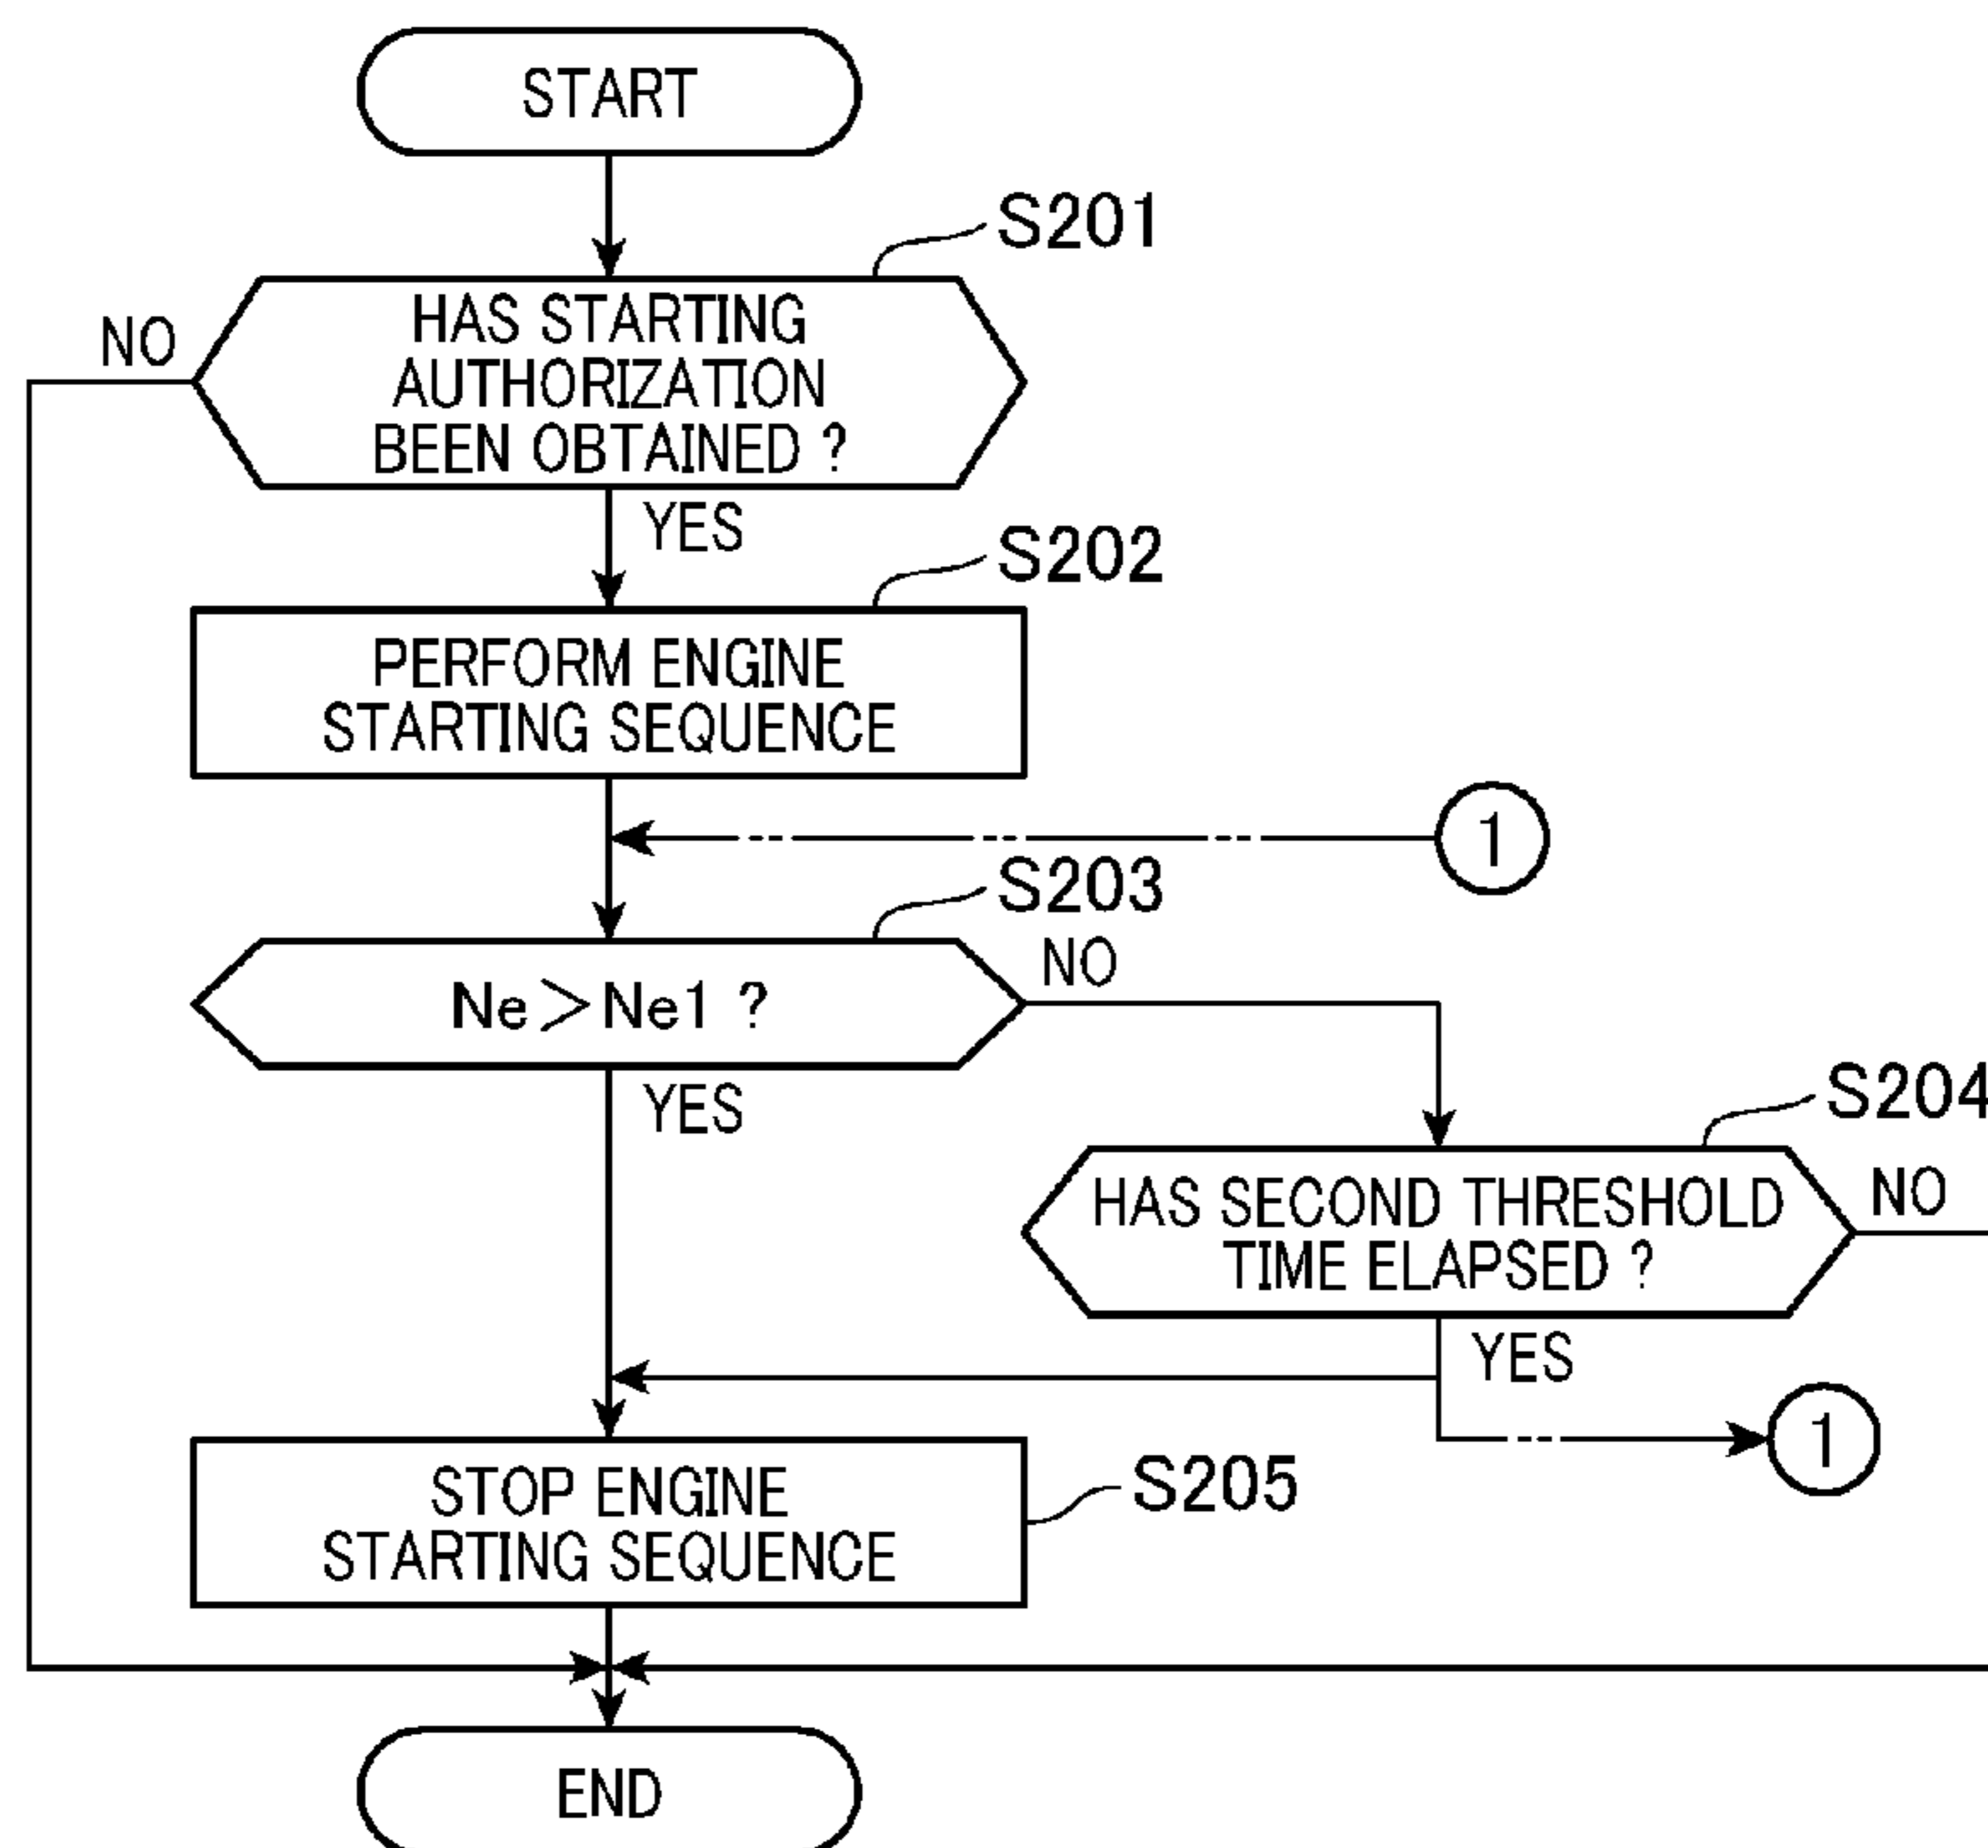 START
S201
NO
HAS STARTING
AUTHORIZATION
BEEN OBTAINED ?
YES
S202
PERFORM ENGINE
STARTING SEQUENCE
1
S203
Ne>Ne1 ?
NO
YES
S204
HAS SECOND THRESHOLD
TIME ELAPSED ?
NO
YES
1
STOP ENGINE
STARTING SEQUENCE
S205
END